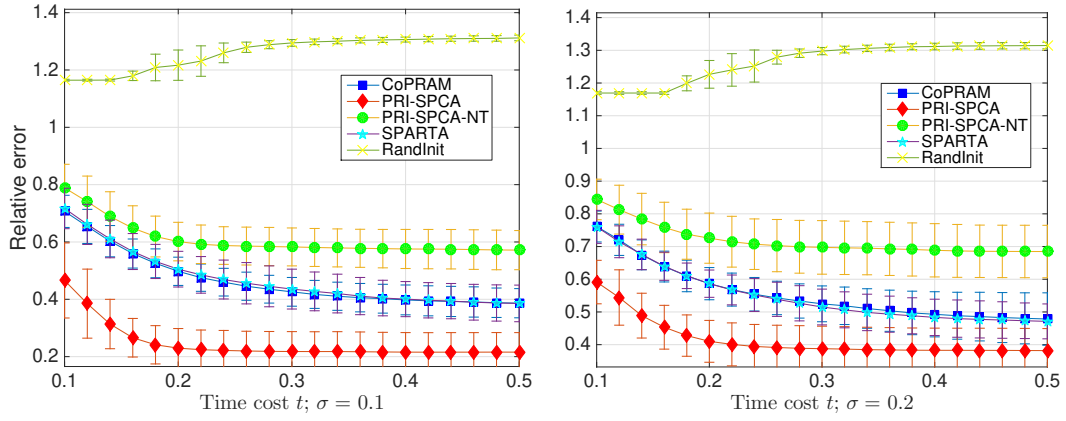 1.4
1.2
1
0.8
0.6
0.4
0.2
Relative error
CoPRAM
PRI-SPCA
PRI-SPCA-NT
SPARTA
RandInit
0.1 0.2 0.3 0.4 0.5
Time cost t; σ = 0.1
1.4
1.3
1.2
1.1
1
0.9
0.8
0.7
0.6
0.5
0.4
CoPRAM
PRI-SPCA
PRI-SPCA-NT
SPARTA
RandInit
0.1 0.2 0.3 0.4 0.5
Time cost t; σ = 0.2